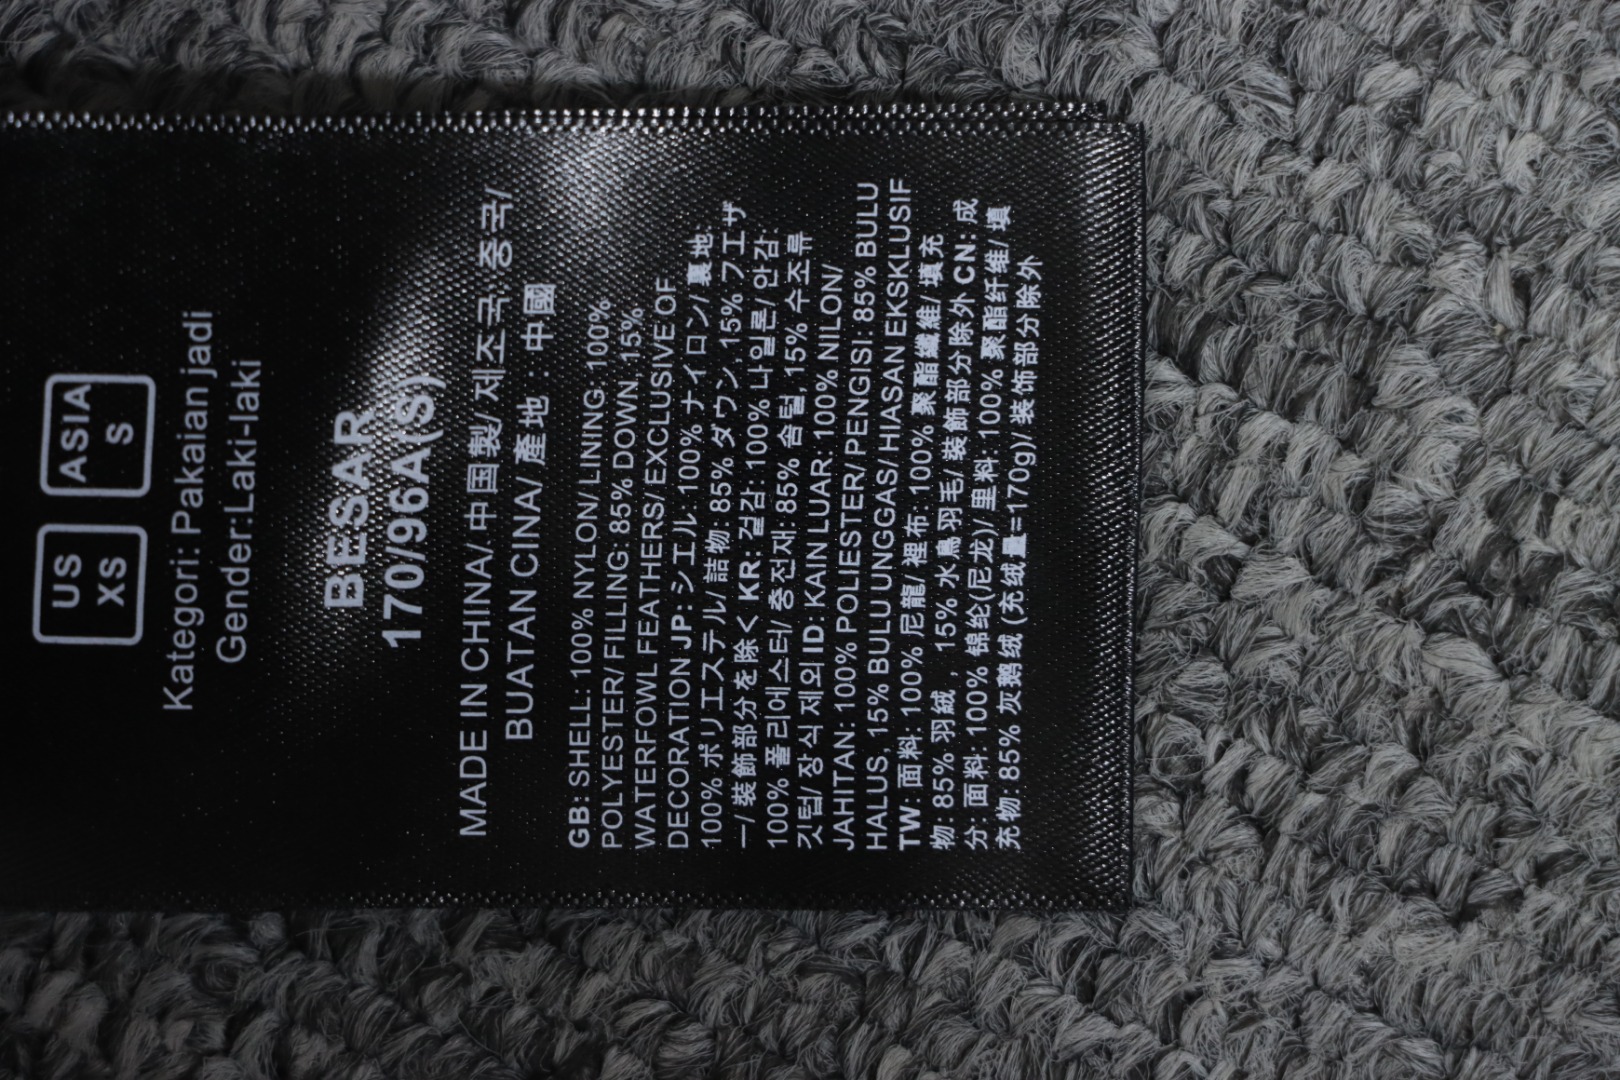 US
XS
ASIA
S
Kategori: Pakaian jadi
Gender:Laki-laki
BESAR
170/96A(S)
MADE IN CHINA/ 中国製/ 제조국:중국/
BUATAN CINA/ 產地 : 中國
GB: SHELL: 100% NYLON/ LINING: 100%
POLYESTER/ FILLING: 85% DOWN, 15%
WATERFOWL FEATHERS/ EXCLUSIVE OF
DECORATION JP : シエル 100% ナイロン/ 裏地:
100% ポリエステル/ 詰物: 85% ダウン, 15% フエザ
ー/ 裝飾部分を除く KR: 겉감: 100% 나일론/ 안감:
100% 폴리에스터/ 충전재: 85% 솜털, 15% 수조류
깃털/ 장식 제외 ID: KAIN LUAR: 100% NILON/
JAHITAN: 100% POLIESTER/ PENGISI: 85% BULU
HALUS, 15% BULU UNGGAS/ HIASAN EKSKLUSIF
TW: 面料: 100% 尼龍/ 裡布: 100% 聚酯纖維/ 填充
物: 85% 羽絨 , 15% 水鳥羽毛/ 裝飾部分除外 CN: 成
分: 面料: 100% 锦纶(尼龙)/ 里料: 100% 聚酯纤维/ 填
充物: 85% 灰鹅绒 (充绒量=170g)/ 装饰部分除外